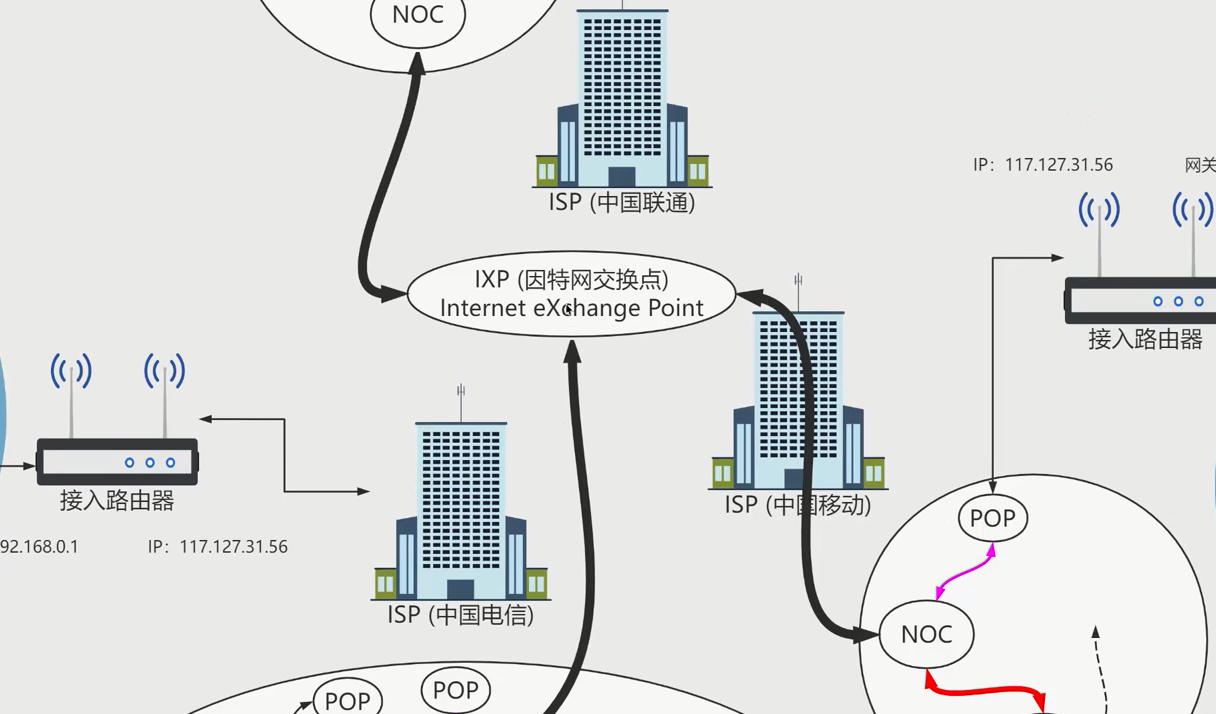 NOC
ISP (中国联通)
IP：117.127.31.56
网关
IXP (因特网交换点)
Internet eXchange Point
接入路由器
接入路由器
ISP (中国移动)
POP
92.168.0.1
IP：117.127.31.56
ISP (中国电信)
NOC
POP
POP